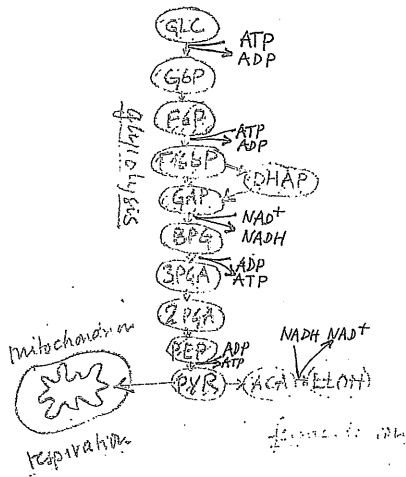 GLC
ATP
ADP
G6P
F6P
ATP
ADP
glycolysis
F16bP
DHAP
GAP
NAD+
NADH
BPG
ADP
ATP
3PGA
2PGA
mitochondrion
PEP
ADP
ATP
NADH NAD+
PYR
ACA
EtOH
respiration